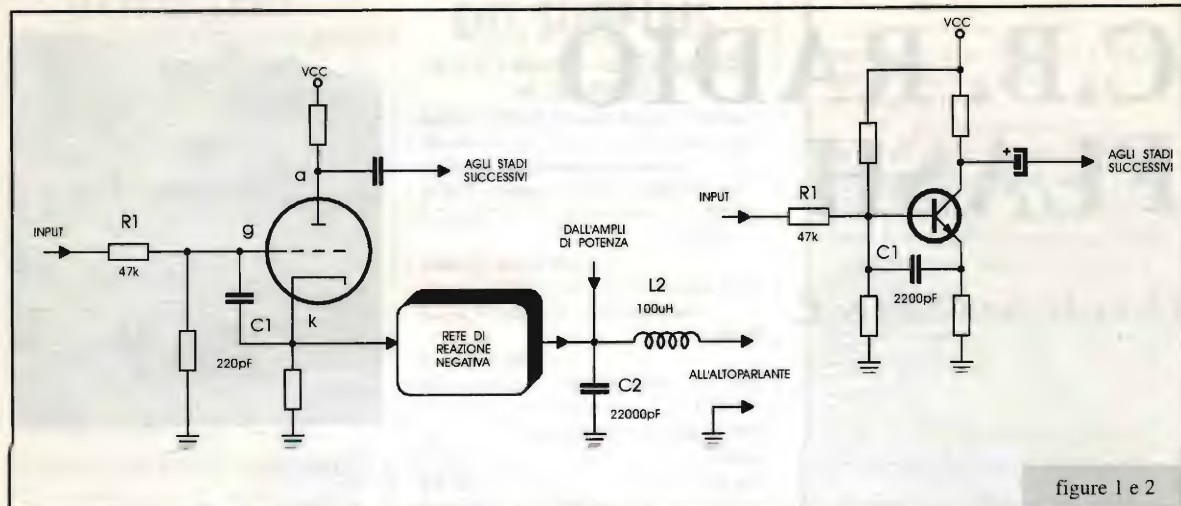 VCC
a
AGLI STADI
SUCCESSIVI
INPUT
R1
47k
g
C1
220pF
k
RETE DI
REAZIONE
NEGATIVA
DALL'AMPLI
DI POTENZA
L2
100uH
C2
22000pF
ALL'ALTOPARLANTE
VCC
AGLI STADI
SUCCESSIVI
+
INPUT
R1
47k
C1
2200pF
figure 1 e 2
C.B. RADIO